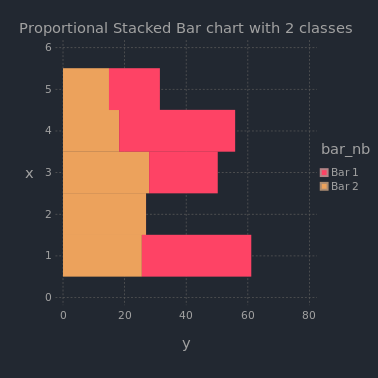 Proportional Stacked Bar chart with 2 classes
6
5
4
3
2
1
0
x
0 20 40 60 80
y
bar_nb
Bar 1
Bar 2